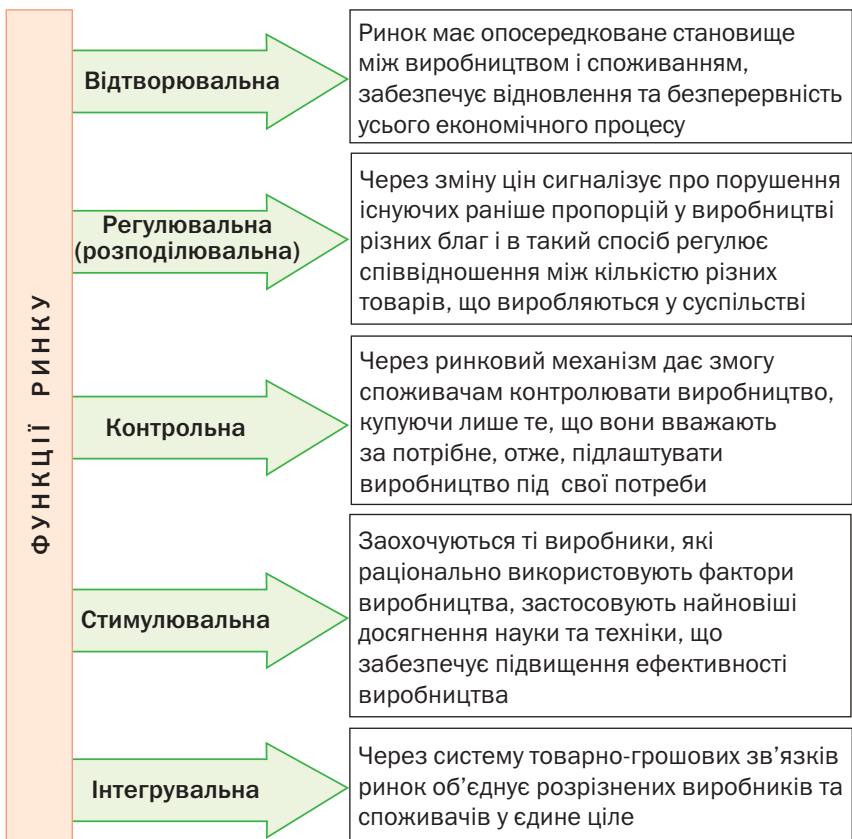 ФУНКЦІЇ РИНКУ
Відтворювальна
Ринок має опосередковане становище
між виробництвом і споживанням,
забезпечує відновлення та безперервність
усього економічного процесу
Регулювальна
(розподілювальна)
Через зміну цін сигналізує про порушення
існуючих раніше пропорцій у виробництві
різних благ і в такий спосіб регулює
співвідношення між кількістю різних
товарів, що виробляються у суспільстві
Контрольна
Через ринковий механізм дає змогу
споживачам контролювати виробництво,
купуючи лише те, що вони вважають
за потрібне, отже, підлаштувати
виробництво під свої потреби
Стимулювальна
Заохочуються ті виробники, які
раціонально використовують фактори
виробництва, застосовують найновіші
досягнення науки та техніки, що
забезпечує підвищення ефективності
виробництва
Інтегрувальна
Через систему товарно-грошових зв’язків
ринок об’єднує розрізнених виробників та
споживачів у єдине ціле